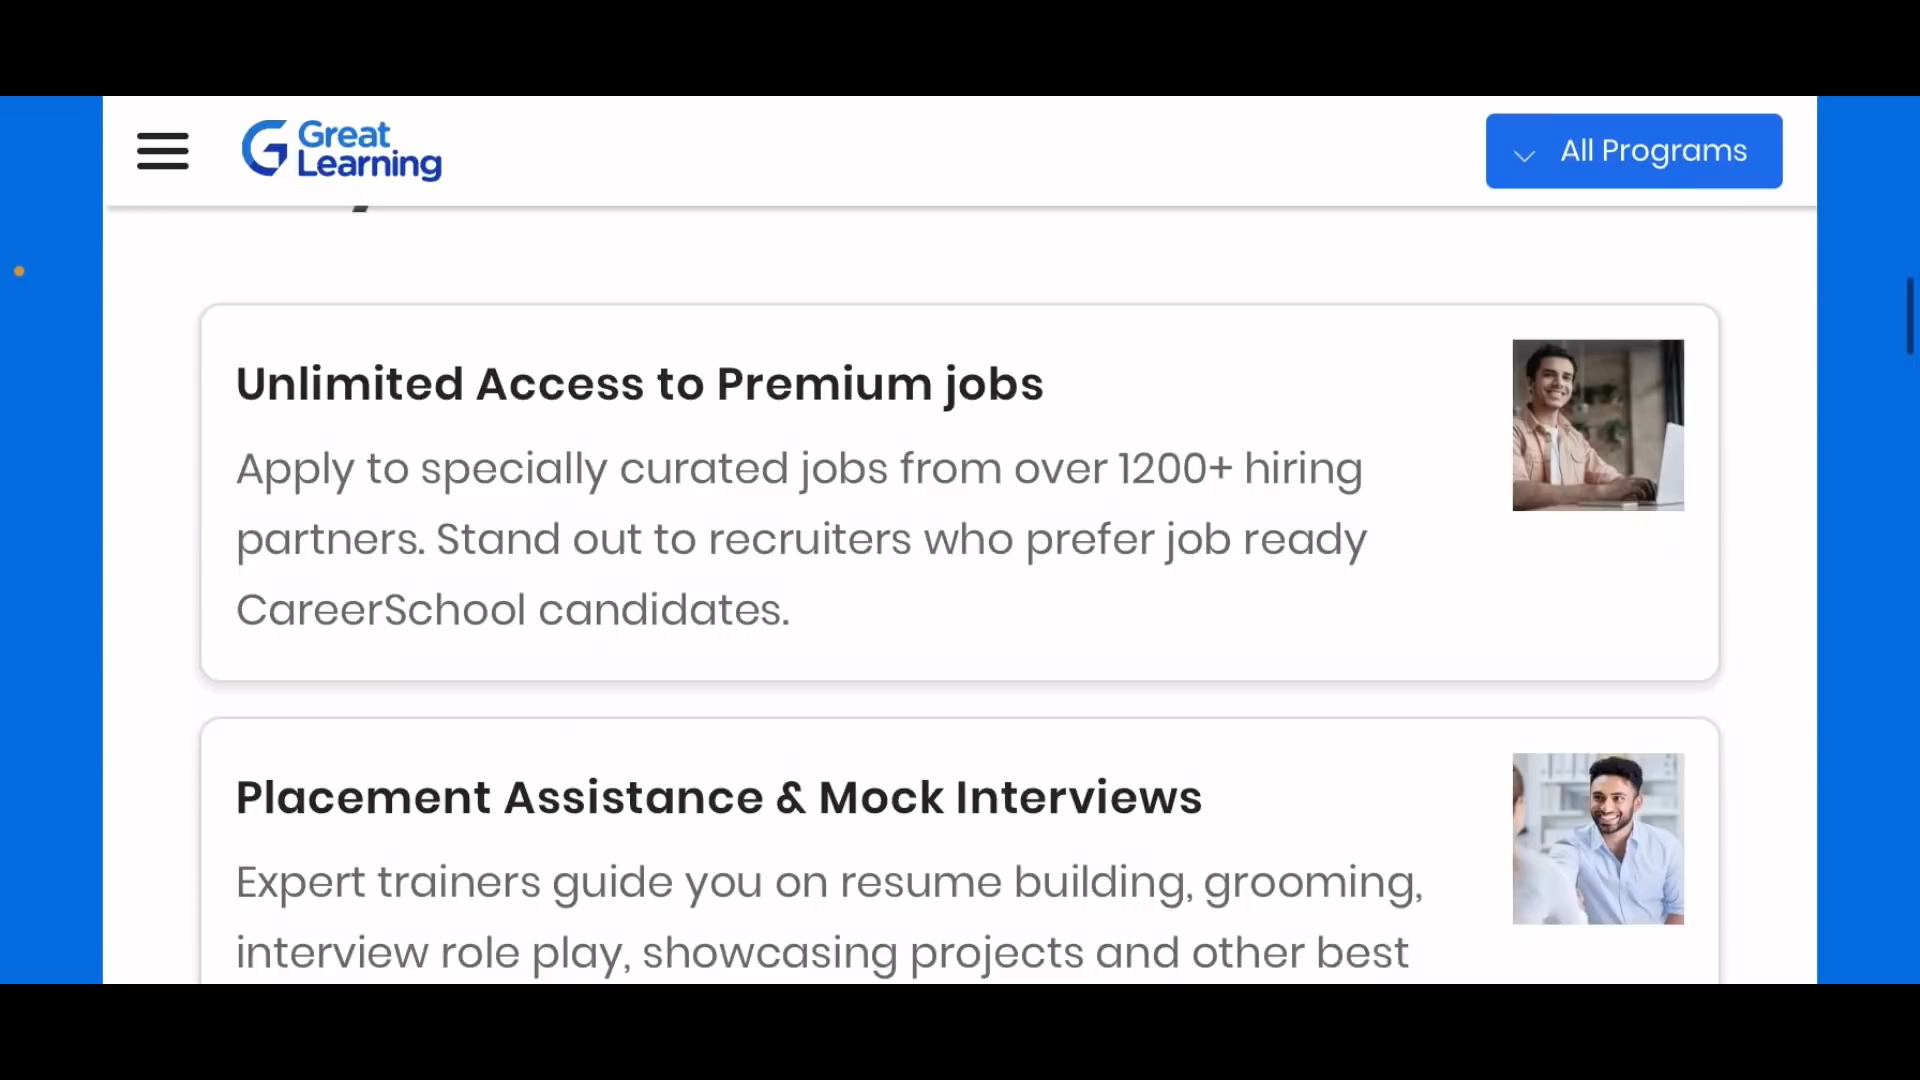 Great
Learning
All Programs
Unlimited Access to Premium jobs
Apply to specially curated jobs from over 1200+ hiring
partners. Stand out to recruiters who prefer job ready
CareerSchool candidates.
Placement Assistance & Mock Interviews
Expert trainers guide you on resume building, grooming,
interview role play, showcasing projects and other best